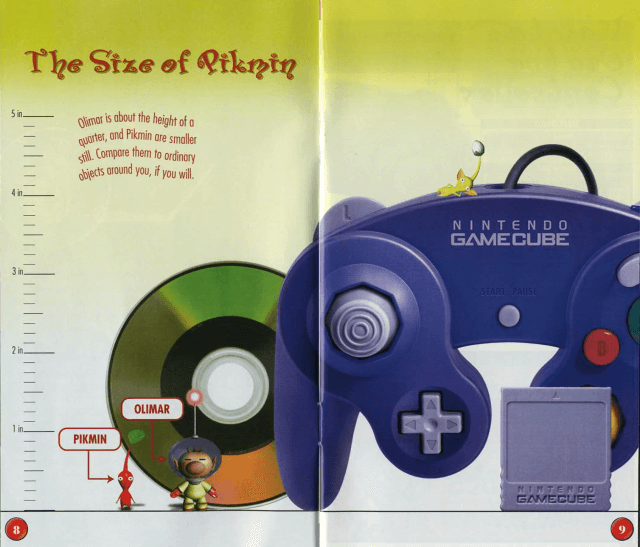 The Size of Pikmin
5 in
Olimar is about the height of a
quarter, and Pikmin are smaller
still. Compare them to ordinary
objects around you, if you will.
4 in
L
NINTENDO
GAMECUBE
3 in
START PAUSE
2 in
B
OLIMAR
1 in
PIKMIN
NINTENDO
GAMECUBE
8
9